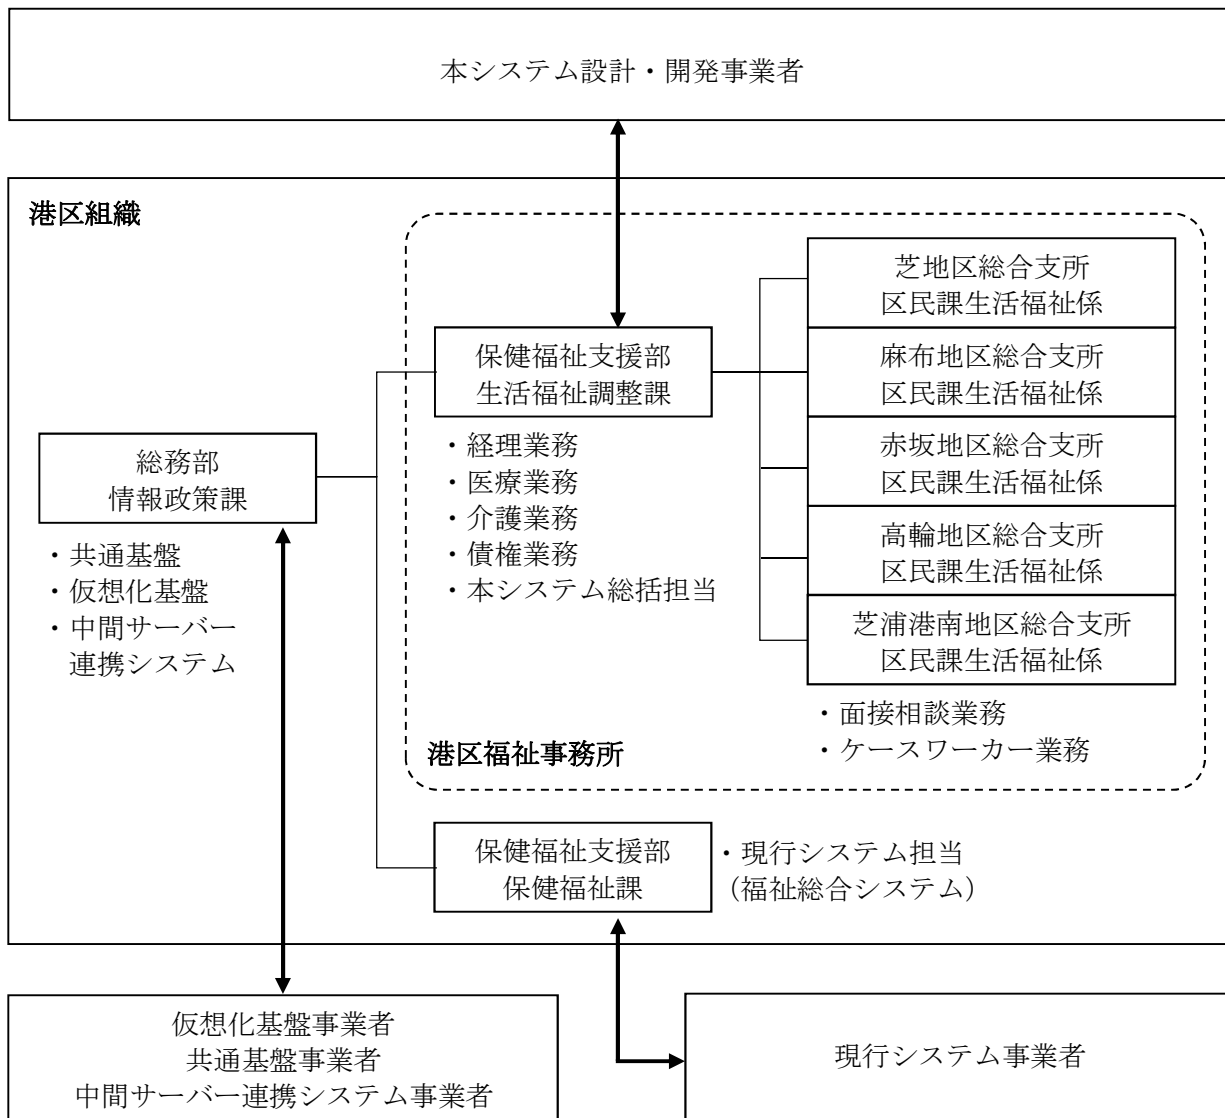 本システム設計・開発事業者
港区組織
芝地区総合支所
区民課生活福祉係
麻布地区総合支所
区民課生活福祉係
赤坂地区総合支所
区民課生活福祉係
高輪地区総合支所
区民課生活福祉係
芝浦港南地区総合支所
区民課生活福祉係
・面接相談業務
・ケースワーカー業務
保健福祉支援部
生活福祉調整課
・経理業務
・医療業務
・介護業務
・債権業務
・本システム総括担当
港区福祉事務所
総務部
情報政策課
・共通基盤
・仮想化基盤
・中間サーバー
連携システム
保健福祉支援部
保健福祉課
・現行システム担当
（福祉総合システム）
仮想化基盤事業者
共通基盤事業者
中間サーバー連携システム事業者
現行システム事業者